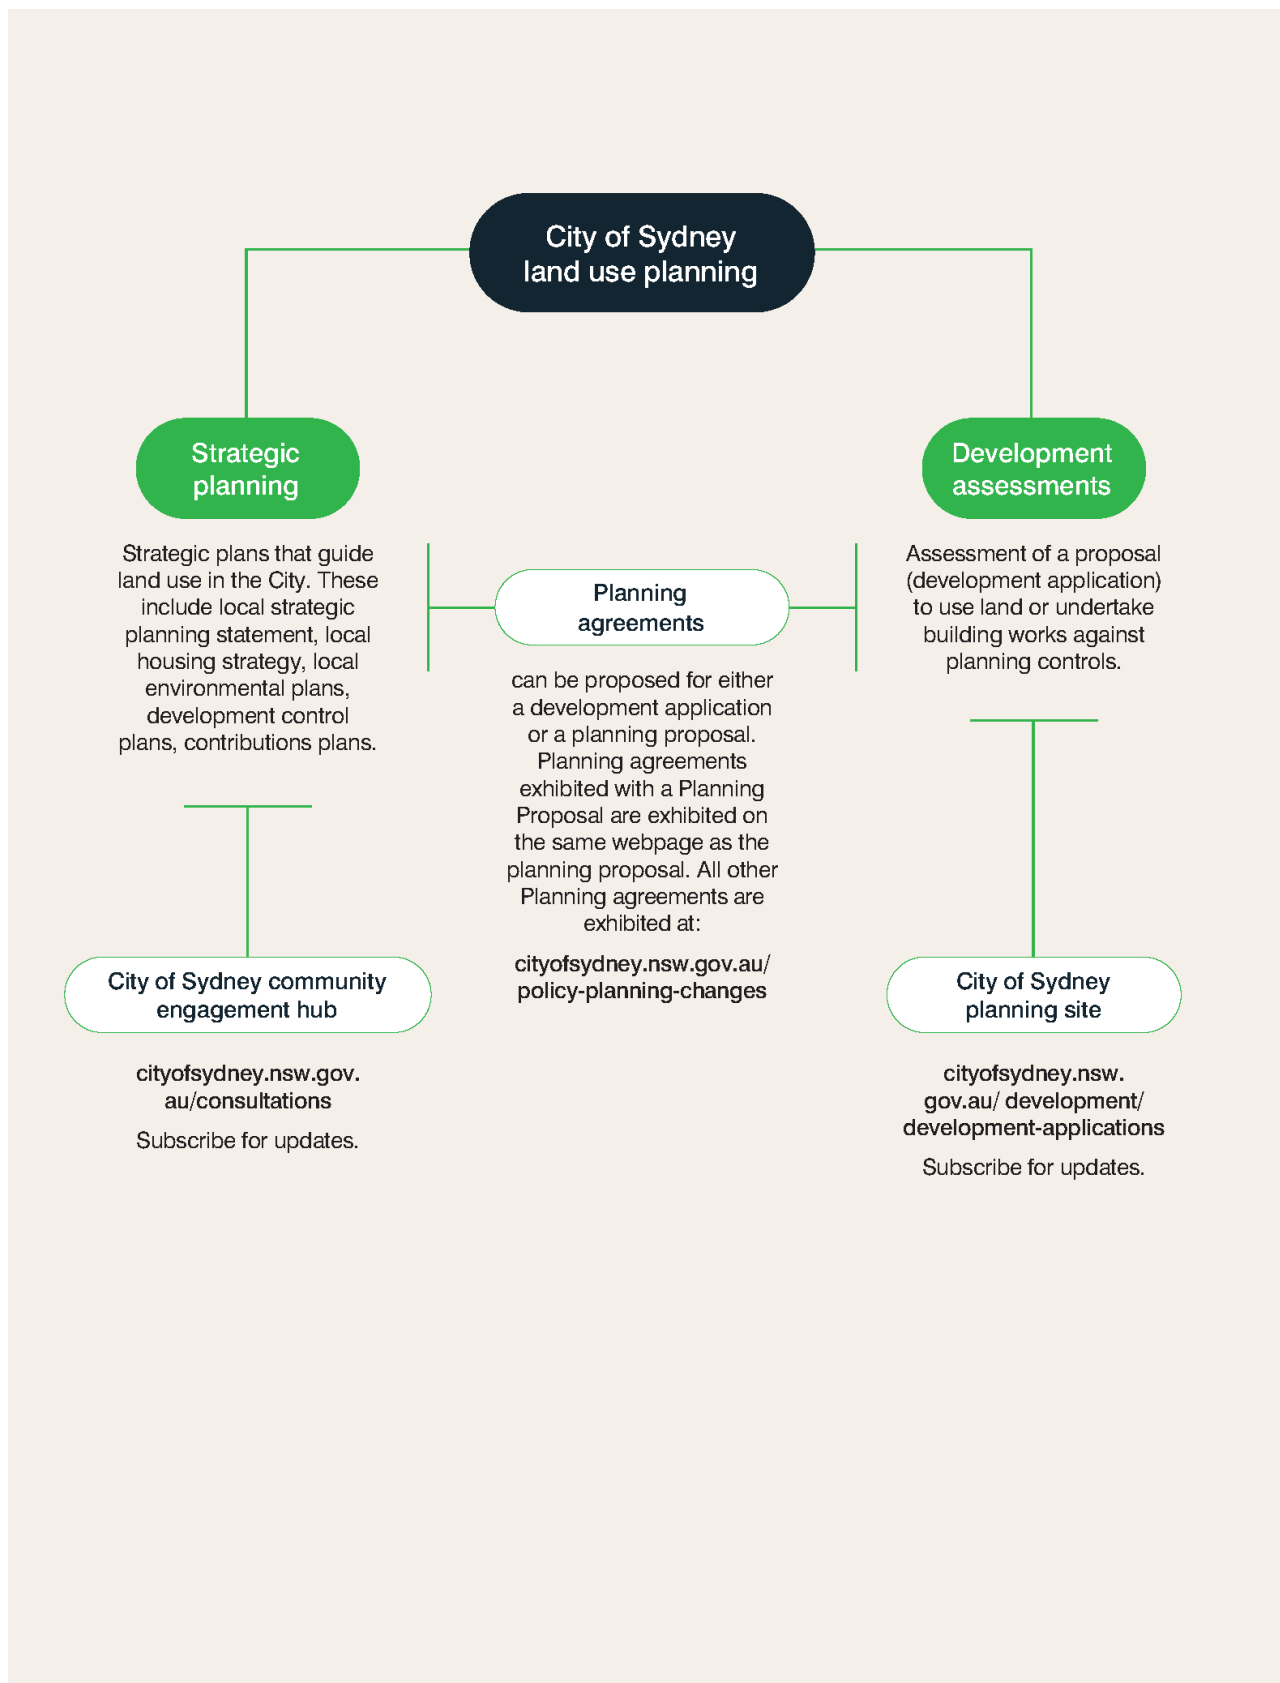 City of Sydney
land use planning
Strategic
planning
Strategic plans that guide
land use in the City. These
include local strategic
planning statement, local
housing strategy, local
environmental plans,
development control
plans, contributions plans.
City of Sydney community
engagement hub
cityofsydney.nsw.gov.
au/consultations
Subscribe for updates.
Planning
agreements
can be proposed for either
a development application
or a planning proposal.
Planning agreements
exhibited with a Planning
Proposal are exhibited on
the same webpage as the
planning proposal. All other
Planning agreements are
exhibited at:
cityofsydney.nsw.gov.au/
policy-planning-changes
Development
assessments
Assessment of a proposal
(development application)
to use land or undertake
building works against
planning controls.
City of Sydney
planning site
cityofsydney.nsw.
gov.au/ development/
development-applications
Subscribe for updates.